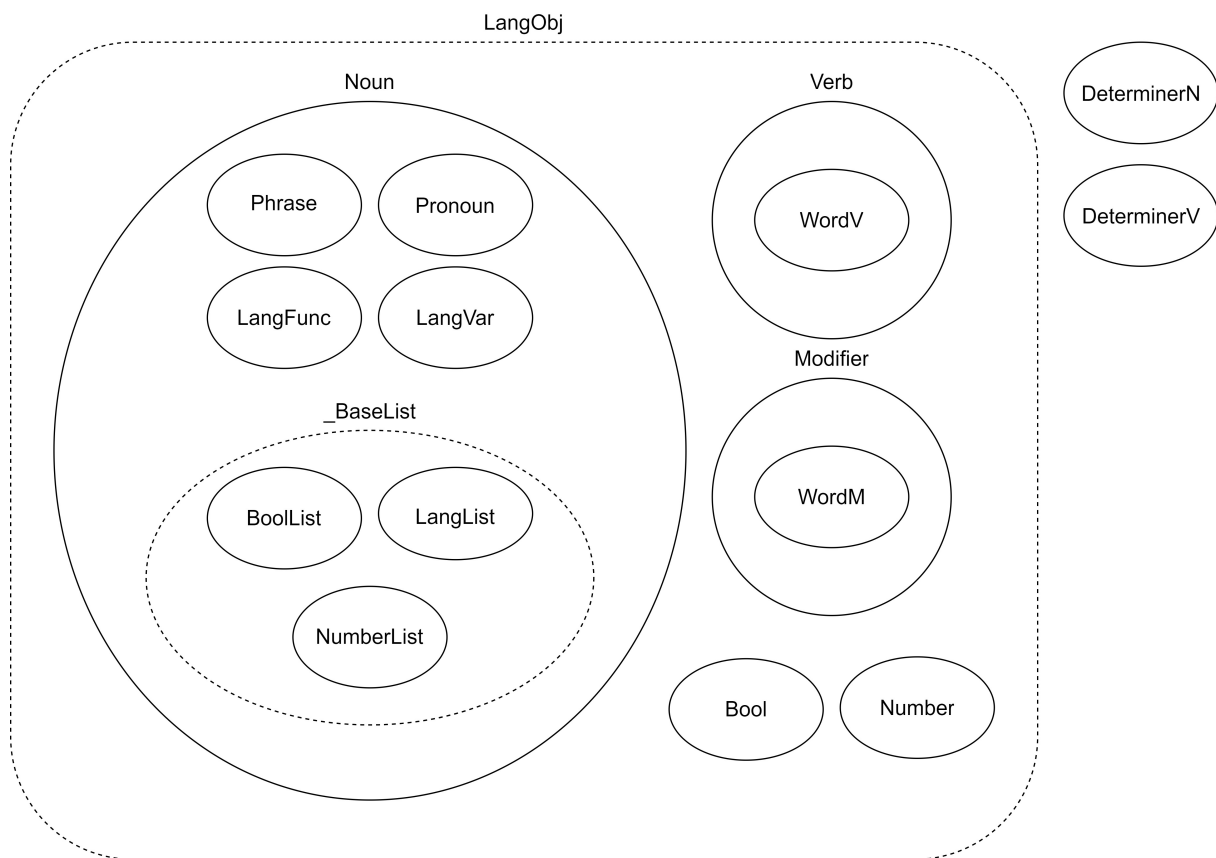 LangObj
Noun
Verb
DeterminerN
Phrase
Pronoun
WordV
DeterminerV
LangFunc
LangVar
Modifier
_BaseList
BoolList
LangList
WordM
NumberList
Bool
Number